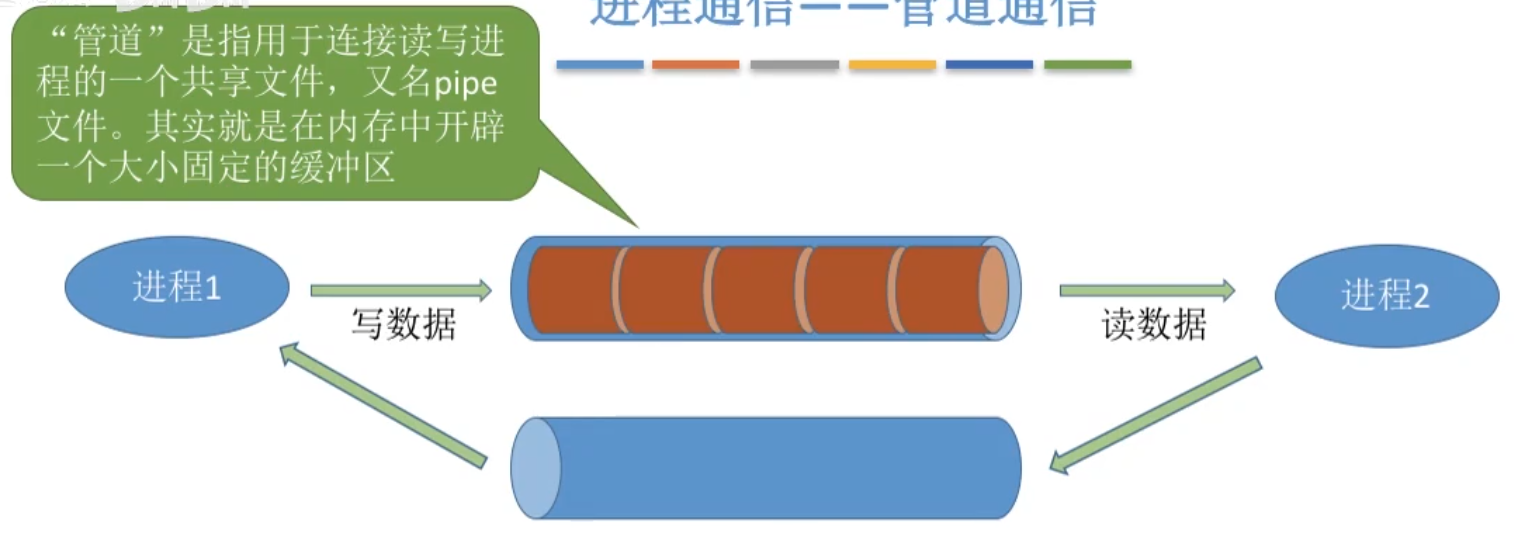 进程通信——管道通信
“管道”是指用于连接读写进
程的一个共享文件，又名pipe
文件。其实就是在内存中开辟
一个大小固定的缓冲区
进程1
写数据
读数据
进程2